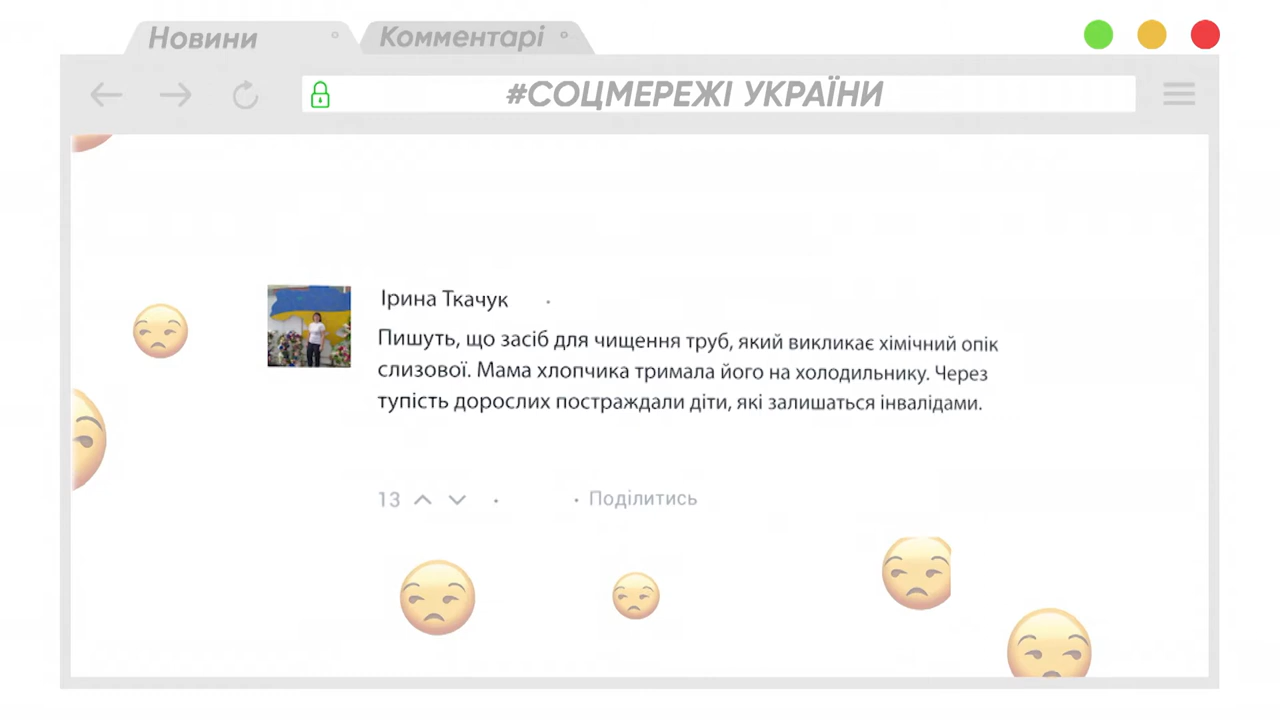 Новини
Комментарі
#СОЦМЕРЕЖІ УКРАЇНИ
Ірина Ткачук
Пишуть, що засіб для чищення труб, який викликає хімічний опік
слизової. Мама хлопчика тримала його на холодильнику. Через
тупість дорослих постраждали діти, які залишаться інвалідами.
13
Поділитись